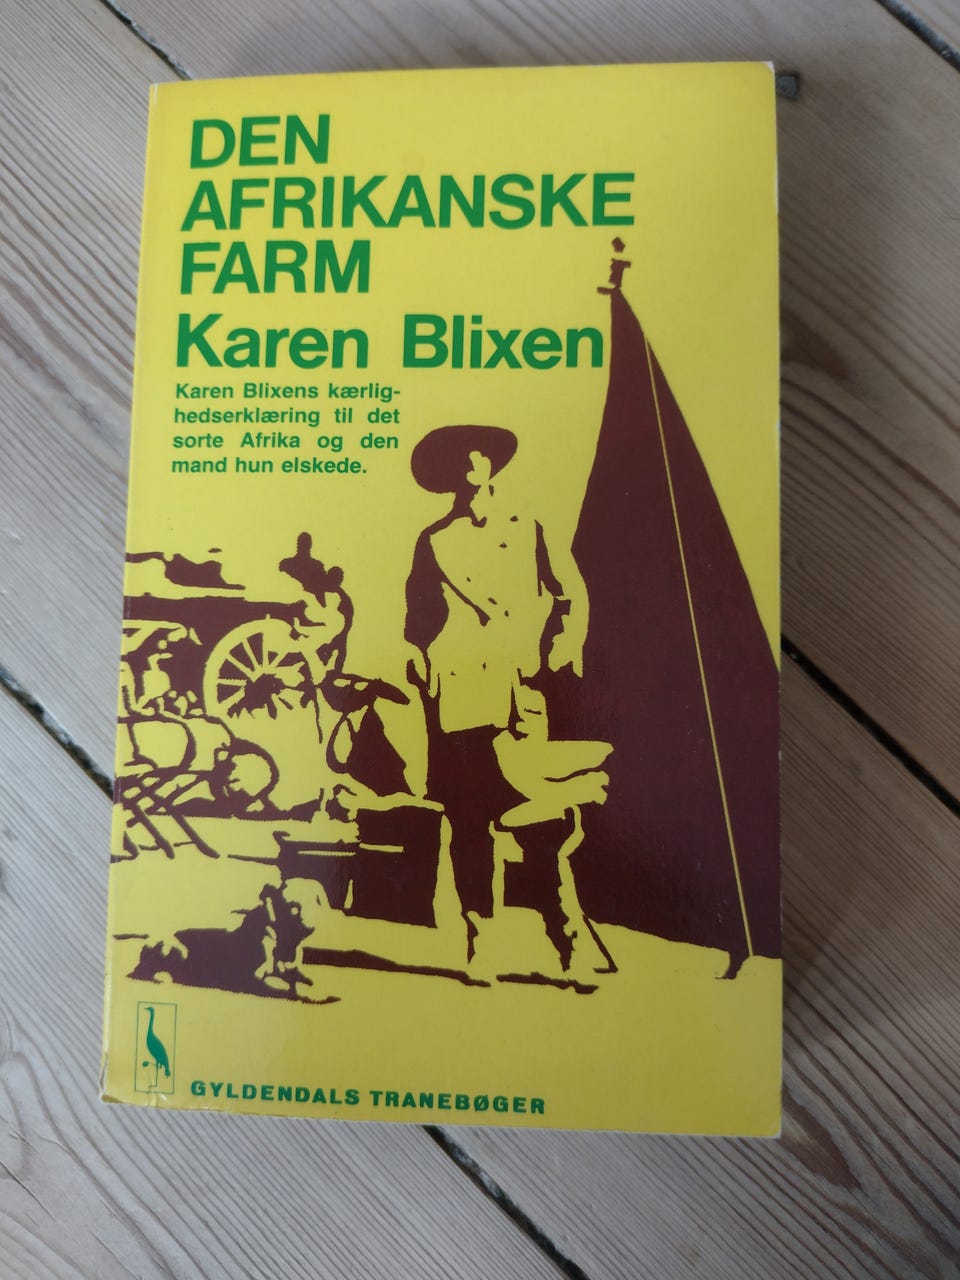 DEN
AFRIKANSKE
FARM
Karen Blixen
Karen Blixens kærlig-
hedserklæring til det
sorte Afrika og den
mand hun elskede.
GYLDENDALS TRANEBØGER